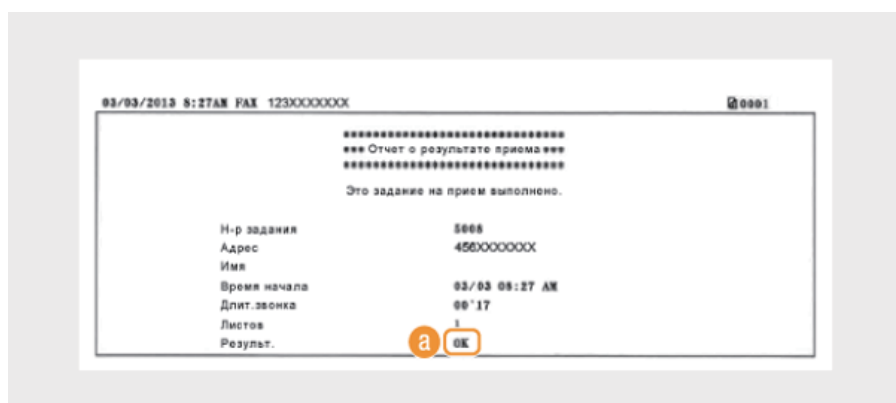 03/03/2013 8:27AM FAX 123XXXXXXX 0001
******************************
*** Отчет о результате приема ***
******************************
Это задание на прием выполнено.
Н-р задания 5008
Адрес 456XXXXXXX
Имя
Время начала 03/03 08:27 AM
Длит.звонка 00'17
Листов 1
Результ. a OK